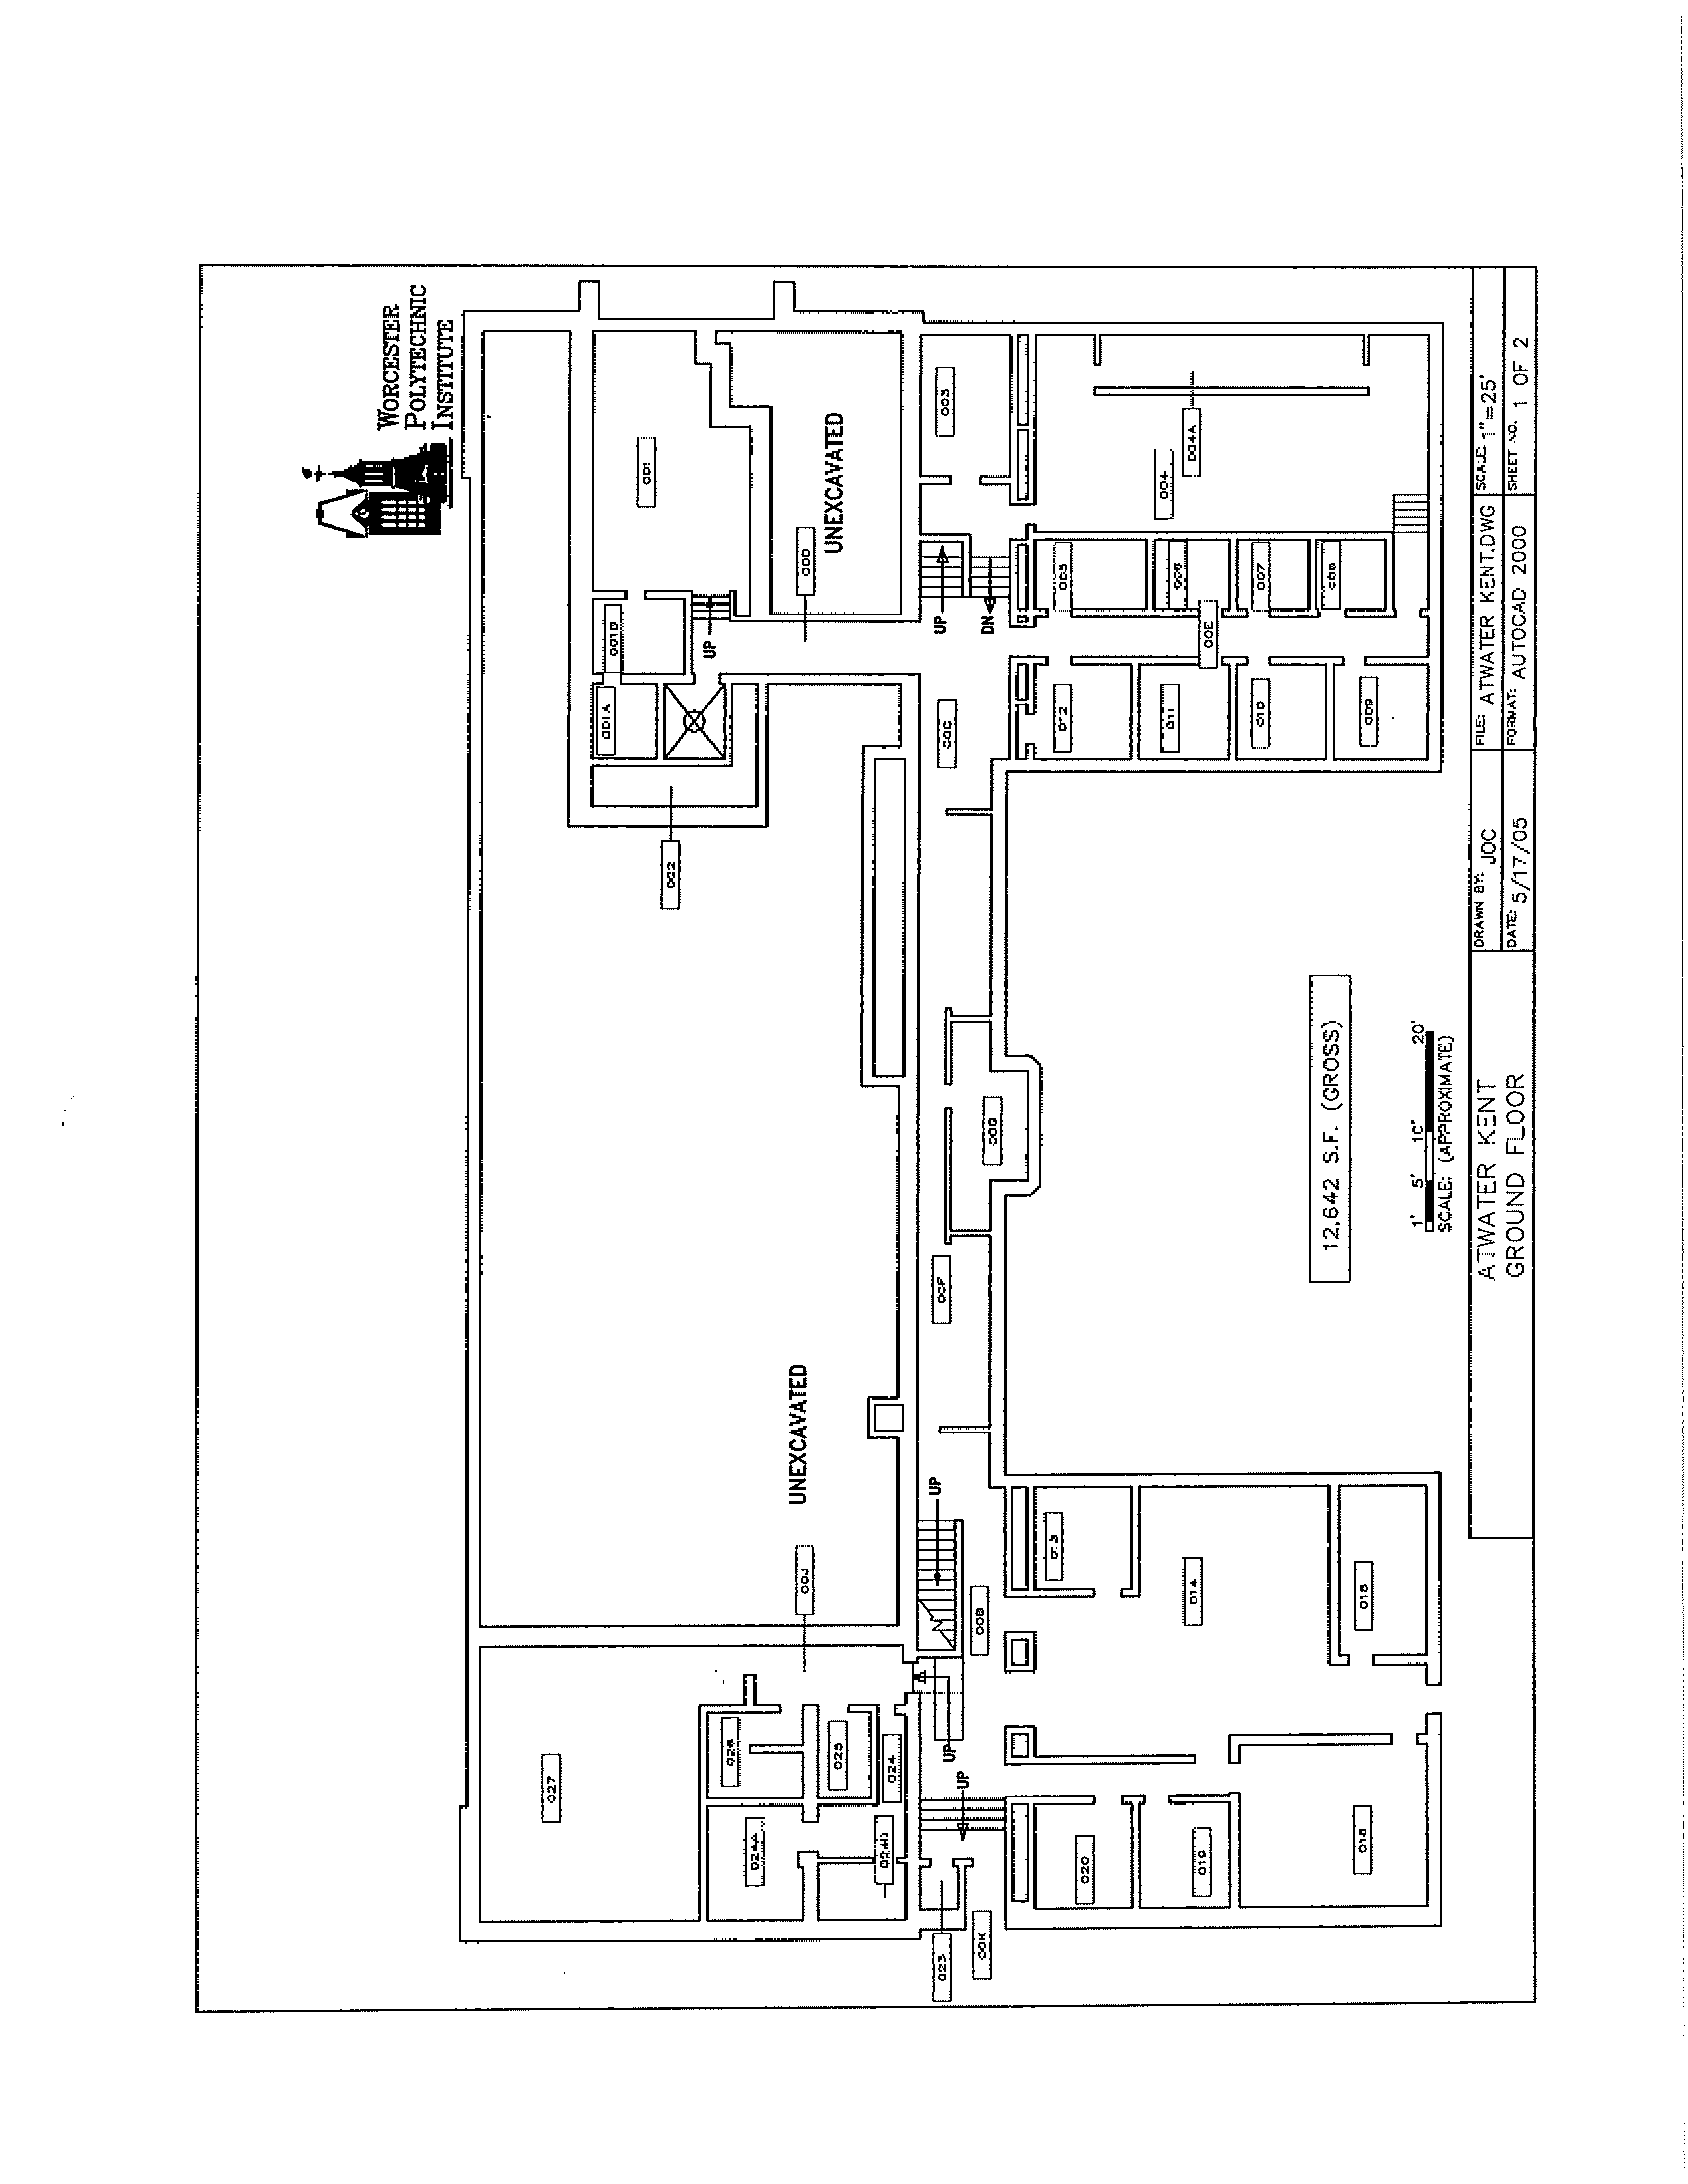 WORCESTER
POLYTECHNIC
INSTITUTE
027
026
025
024
024A
024B
023
00K
00J
UNEXCAVATED
UP
UP
UP
00B
00F
00G
00C
002
001A
001B
001
UP
00D
UNEXCAVATED
003
UP
DN
020
019
018
013
014
015
012
011
010
009
00E
005
006
007
008
004
004A
12,642 S.F. (GROSS)
1' 5' 10' 20'
SCALE: (APPROXIMATE)
ATWATER KENT
GROUND FLOOR
DRAWN BY: JOC
DATE: 5/17/05
FILE: ATWATER KENT.DWG
FORMAT: AUTOCAD 2000
SCALE: 1"=25'
SHEET NO. 1 OF 2